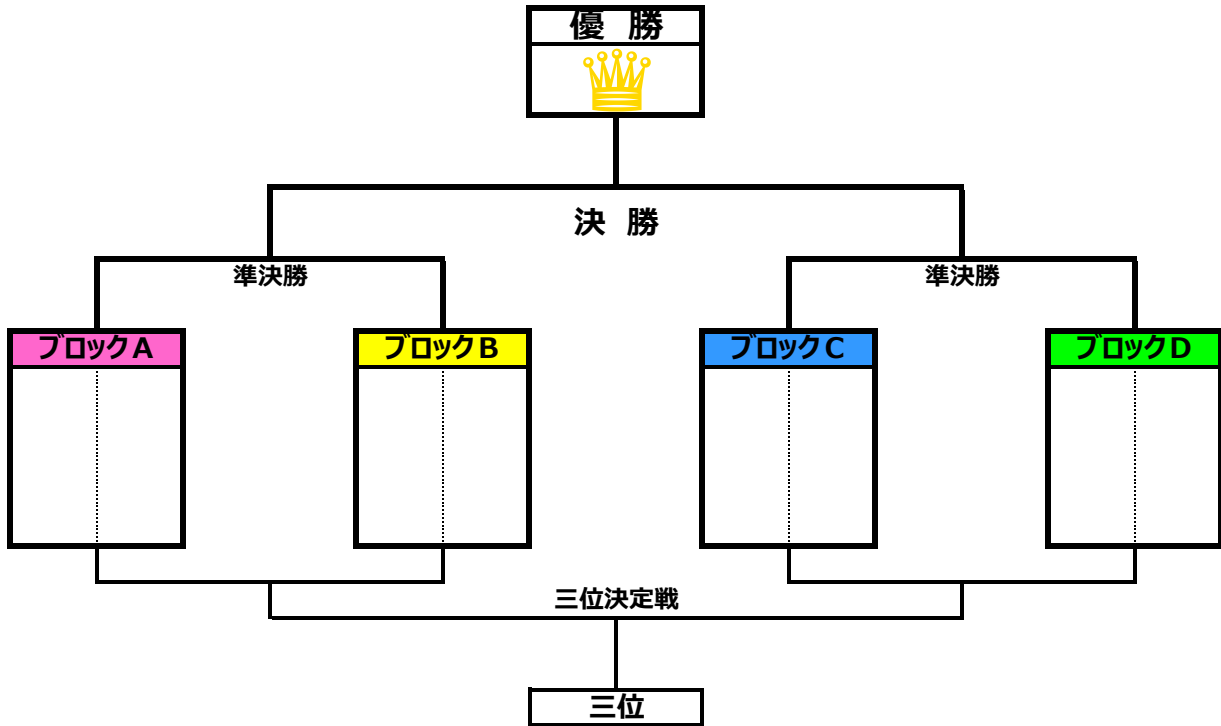 優 勝
決 勝
準決勝
準決勝
ブロックA
ブロックB
ブロックC
ブロックD
三位決定戦
三位